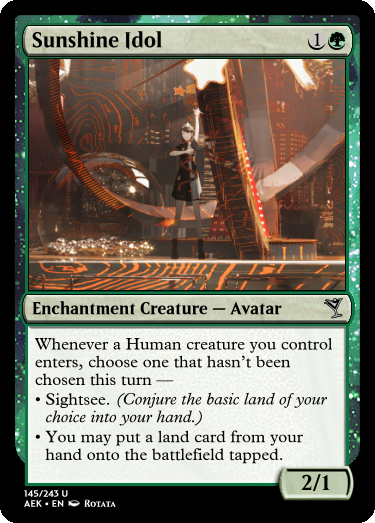 Sunshine Idol 1
Enchantment Creature — Avatar
Whenever a Human creature you control
enters, choose one that hasn't been
chosen this turn —
• Sightsee. (Conjure the basic land of your
choice into your hand.)
• You may put a land card from your
hand onto the battlefield tapped.
2/1
145/243 U
AEK • EN Rotata